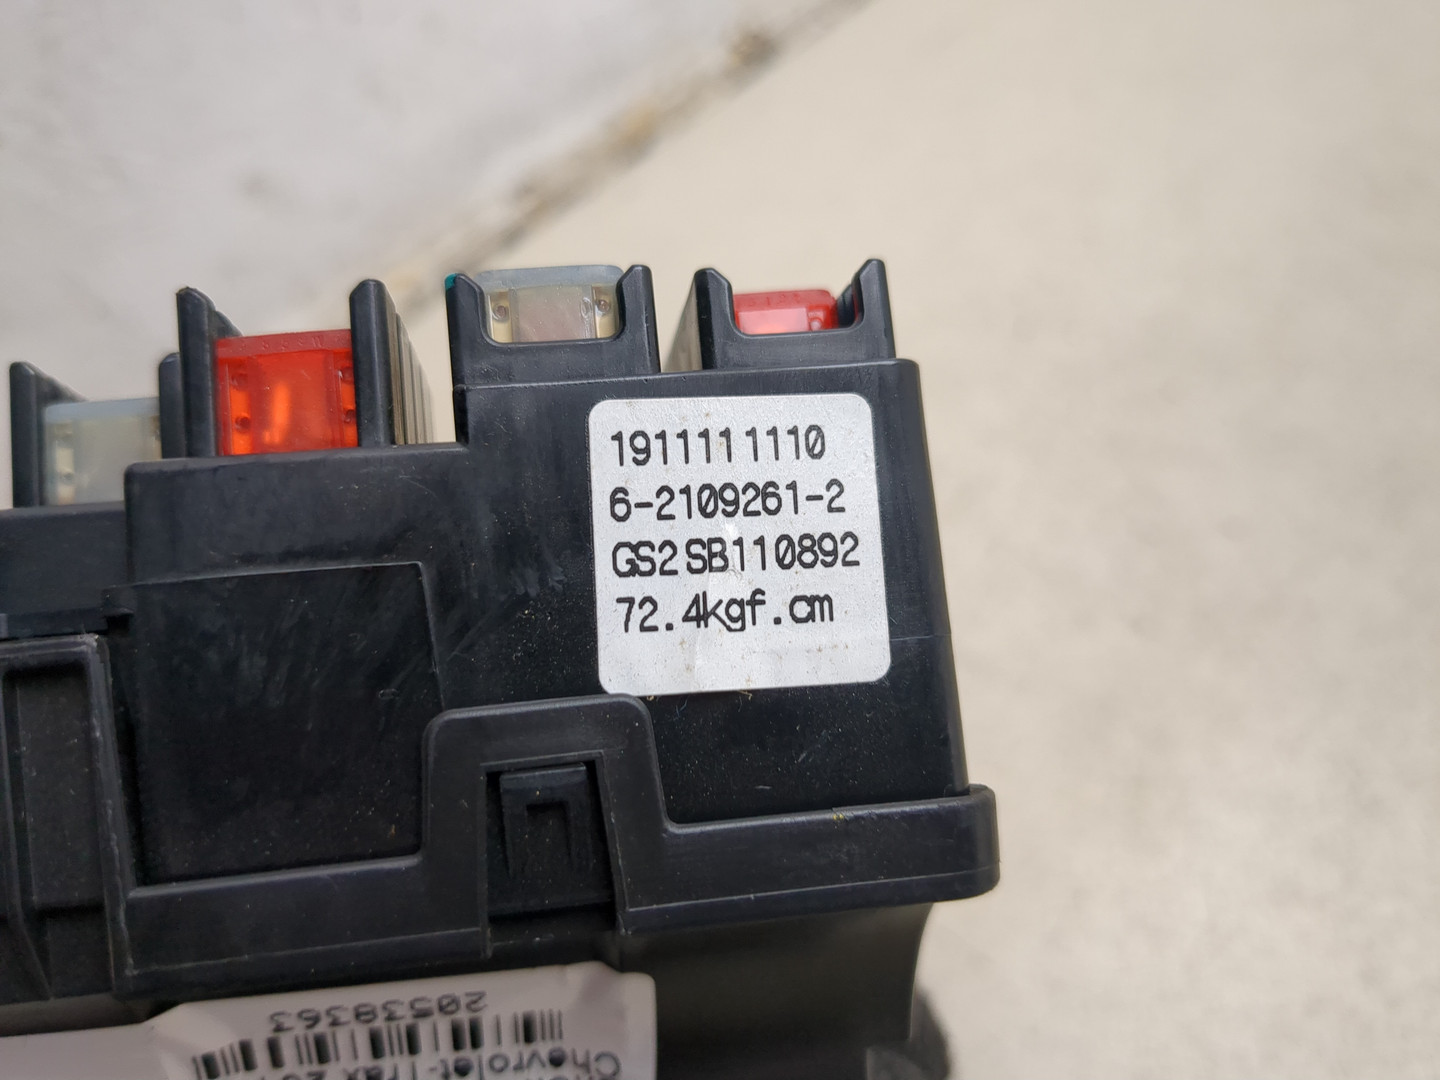 1911111110
6-2109261-2
GS2SB110892
72.4kgf.cm
20538363
Chevrolet-Trax